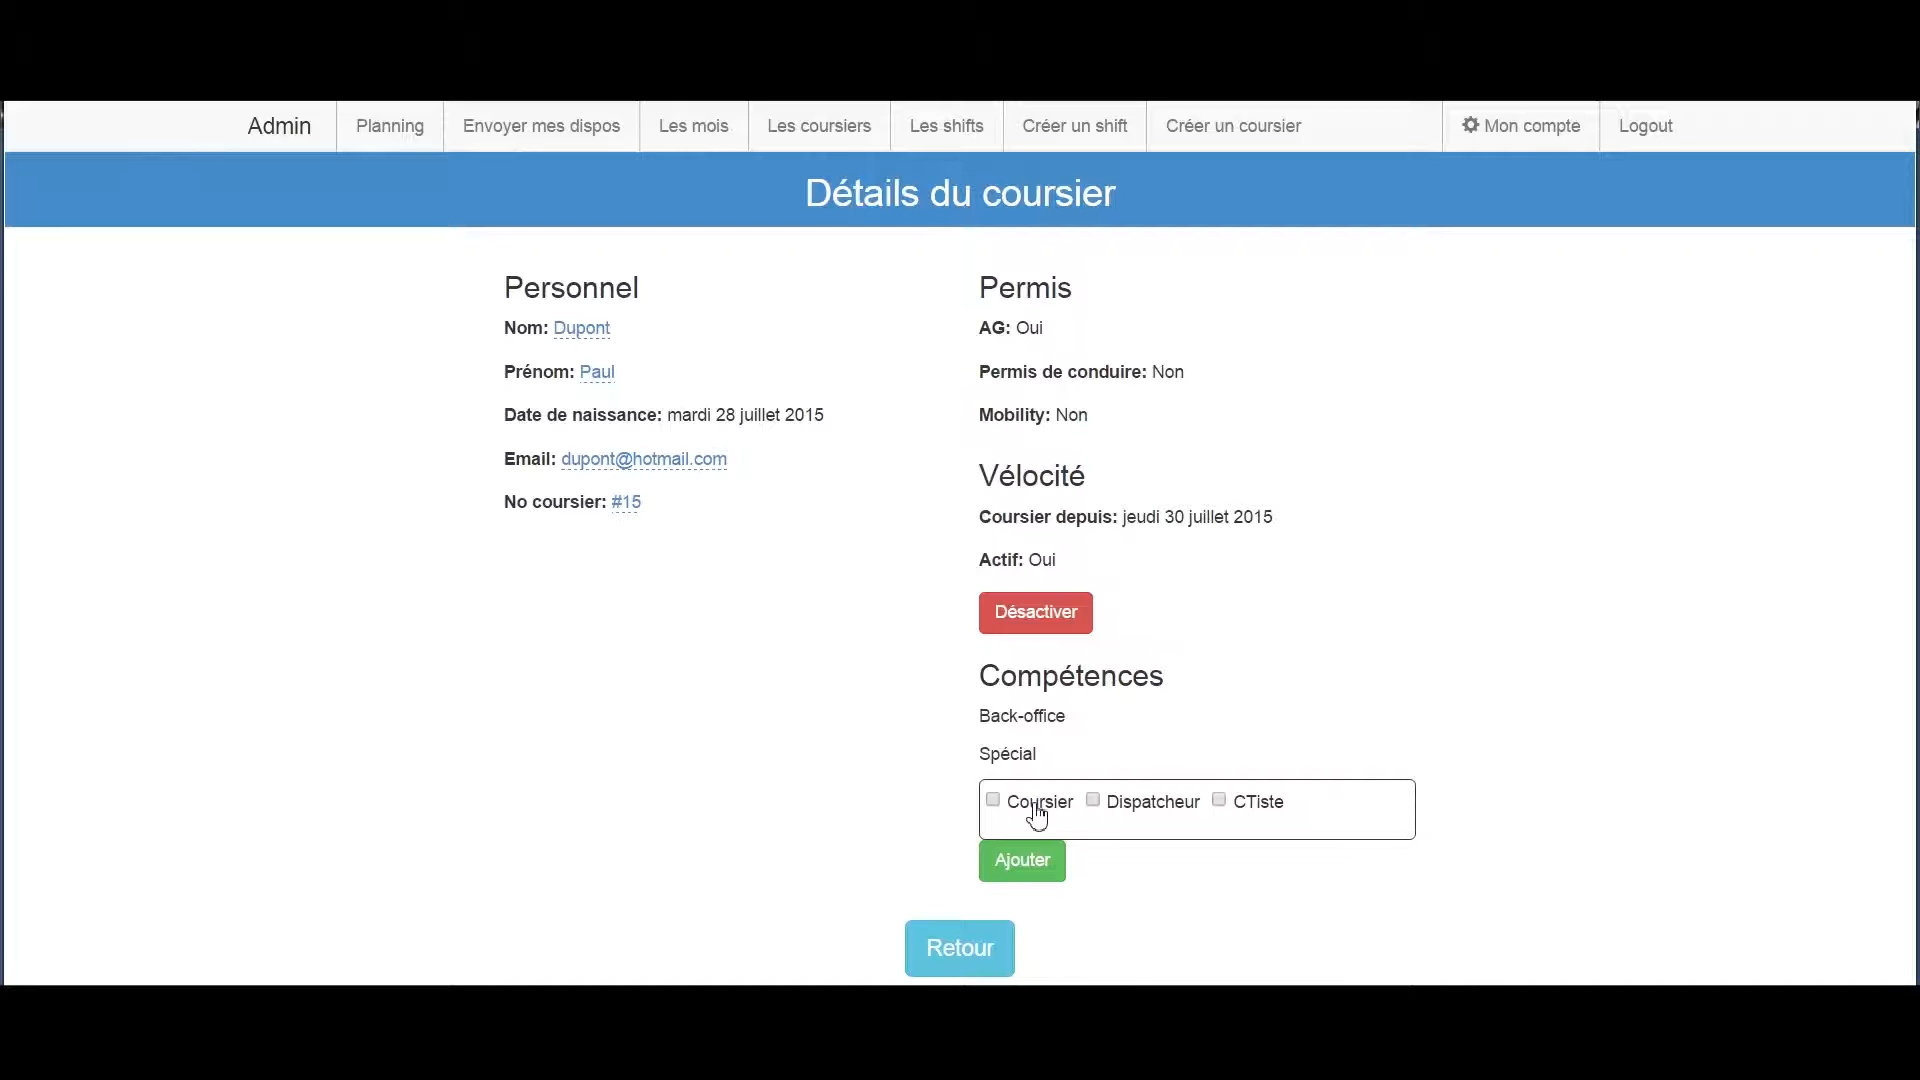 Admin Planning Envoyer mes dispos Les mois Les coursiers Les shifts Créer un shift Créer un coursier Mon compte Logout
Détails du coursier
Personnel
Nom: Dupont
Prénom: Paul
Date de naissance: mardi 28 juillet 2015
Email: dupont@hotmail.com
No coursier: #15
Permis
AG: Oui
Permis de conduire: Non
Mobility: Non
Vélocité
Coursier depuis: jeudi 30 juillet 2015
Actif: Oui
Désactiver
Compétences
Back-office
Spécial
Coursier Dispatcheur CTiste
Ajouter
Retour